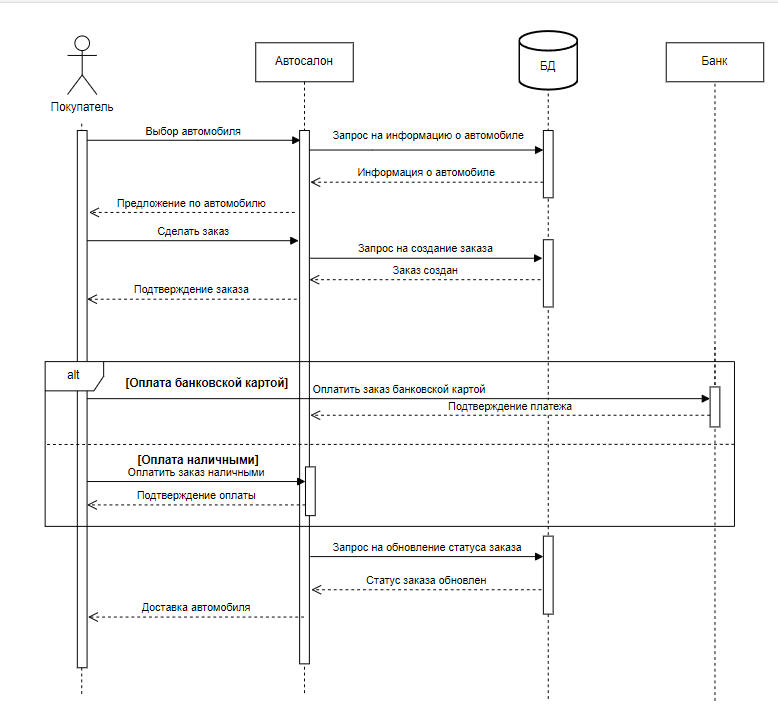 Покупатель
Автосалон
БД
Банк
Выбор автомобиля
Запрос на информацию о автомобиле
Информация о автомобиле
Предложение по автомобилю
Сделать заказ
Запрос на создание заказа
Заказ создан
Подтверждение заказа
alt
[Оплата банковской картой]
Оплатить заказ банковской картой
Подтверждение платежа
[Оплата наличными]
Оплатить заказ наличными
Подтверждение оплаты
Запрос на обновление статуса заказа
Статус заказа обновлен
Доставка автомобиля